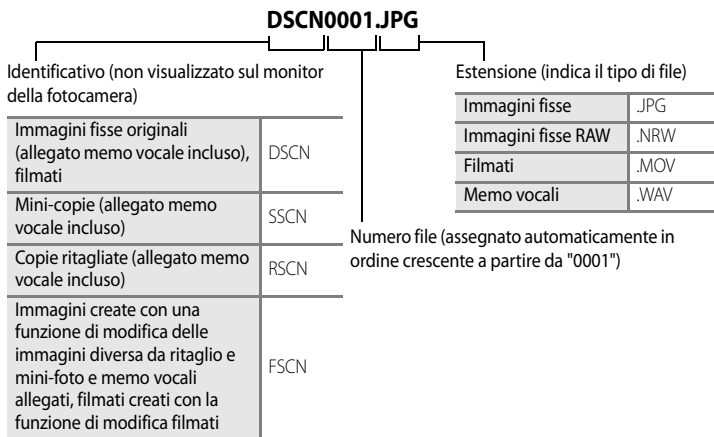 DSCN0001.JPG
Identificativo (non visualizzato sul monitor
della fotocamera)
Immagini fisse originali
(allegato memo vocale incluso),
filmati
DSCN
Mini-copie (allegato memo
vocale incluso)
SSCN
Copie ritagliate (allegato memo
vocale incluso)
RSCN
Immagini create con una
funzione di modifica delle
immagini diversa da ritaglio e
mini-foto e memo vocali
allegati, filmati creati con la
funzione di modifica filmati
FSCN
Estensione (indica il tipo di file)
Immagini fisse .JPG
Immagini fisse RAW .NRW
Filmati .MOV
Memo vocali .WAV
Numero file (assegnato automaticamente in
ordine crescente a partire da "0001")